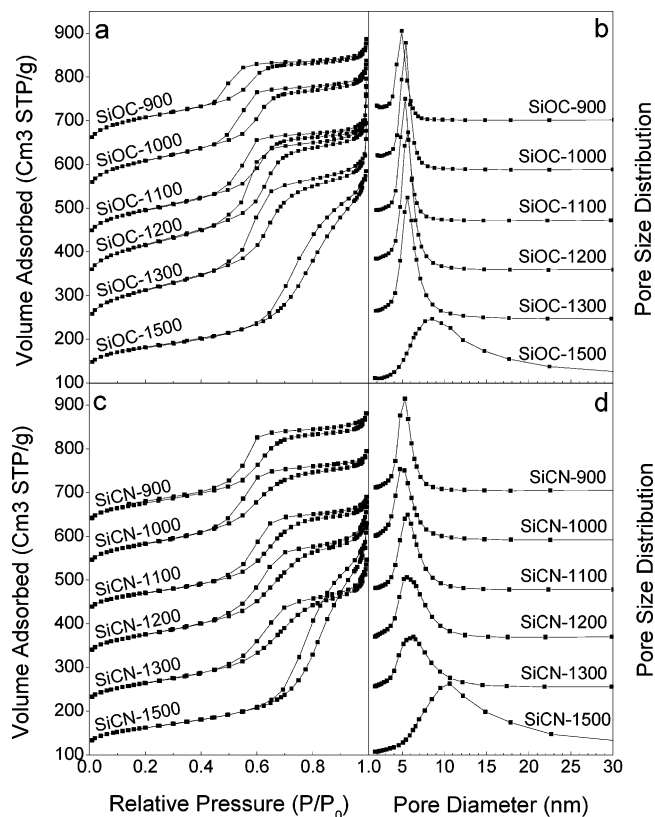 a
b
900
800
700
600
500
400
300
200
100
Volume Adsorbed (Cm3 STP/g)
SiOC-900
SiOC-1000
SiOC-1100
SiOC-1200
SiOC-1300
SiOC-1500
SiOC-900
SiOC-1000
SiOC-1100
SiOC-1200
SiOC-1300
SiOC-1500
Pore Size Distribution
c
d
900
800
700
600
500
400
300
200
100
Volume Adsorbed (Cm3 STP/g)
SiCN-900
SiCN-1000
SiCN-1100
SiCN-1200
SiCN-1300
SiCN-1500
SiCN-900
SiCN-1000
SiCN-1100
SiCN-1200
SiCN-1300
SiCN-1500
Pore Size Distribution
0.0 0.2 0.4 0.6 0.8 1.0 5 10 15 20 25 30
Relative Pressure (P/P0) Pore Diameter (nm)